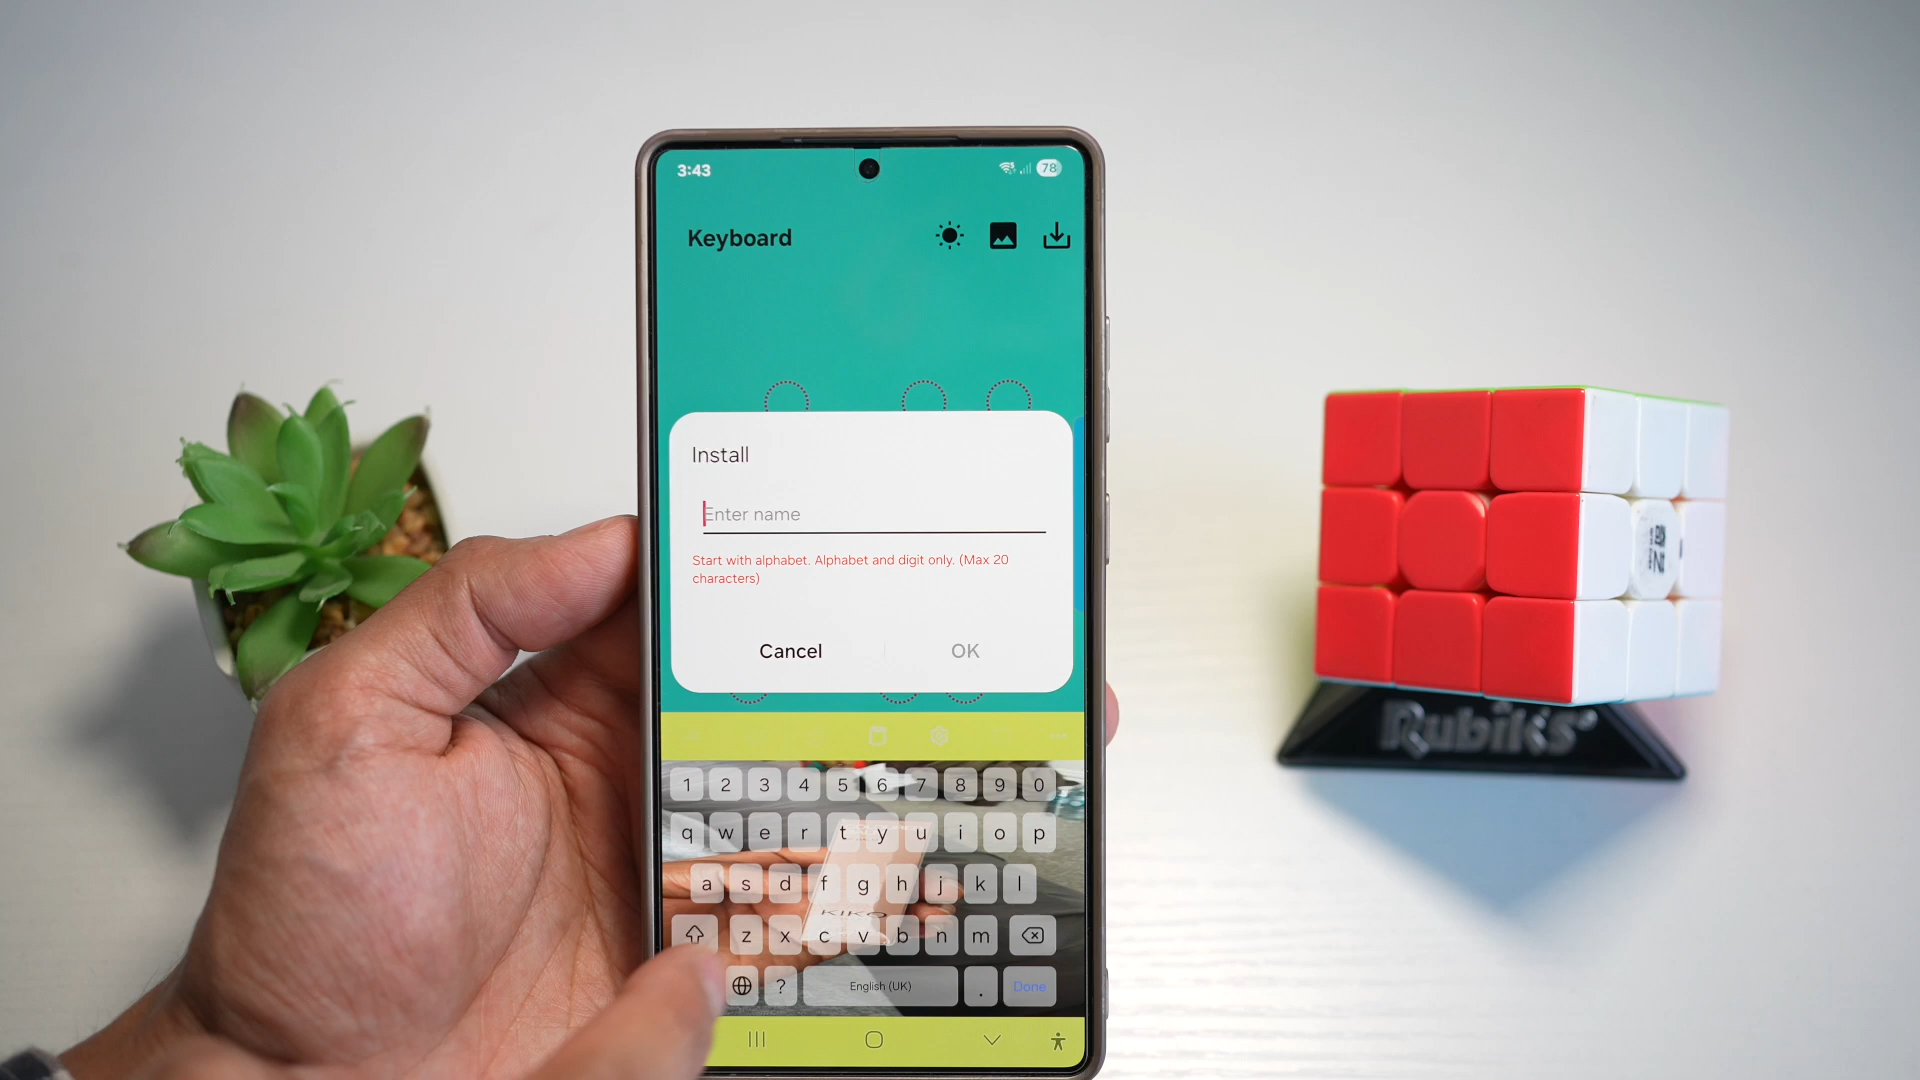 3:43
78
Keyboard
Install
Enter name
Start with alphabet. Alphabet and digit only. (Max 20
characters)
Cancel
OK
1 2 3 4 5 6 7 8 9 0
q w e r t y u i o p
a s d f g h j k l
KIKO
z x c v b n m
? English (UK) . Done
Rubik's